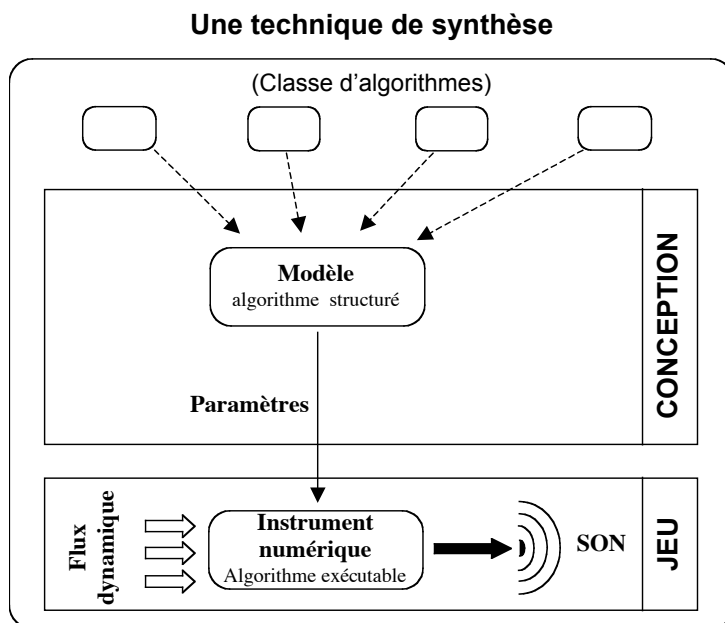 Une technique de synthèse
(Classe d'algorithmes)
Modèle
algorithme structuré
CONCEPTION
Paramètres
Flux
dynamique
Instrument
numérique
Algorithme exécutable
SON
JEU